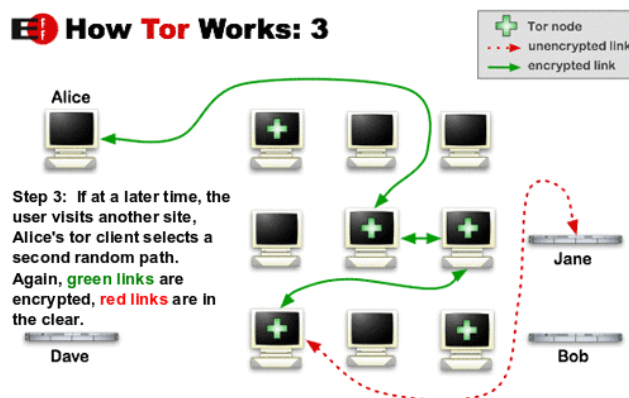 EFF How Tor Works: 3
Tor node
unencrypted link
encrypted link
Alice
Step 3: If at a later time, the
user visits another site,
Alice's tor client selects a
second random path.
Again, green links are
encrypted, red links are in
the clear.
Jane
Dave
Bob